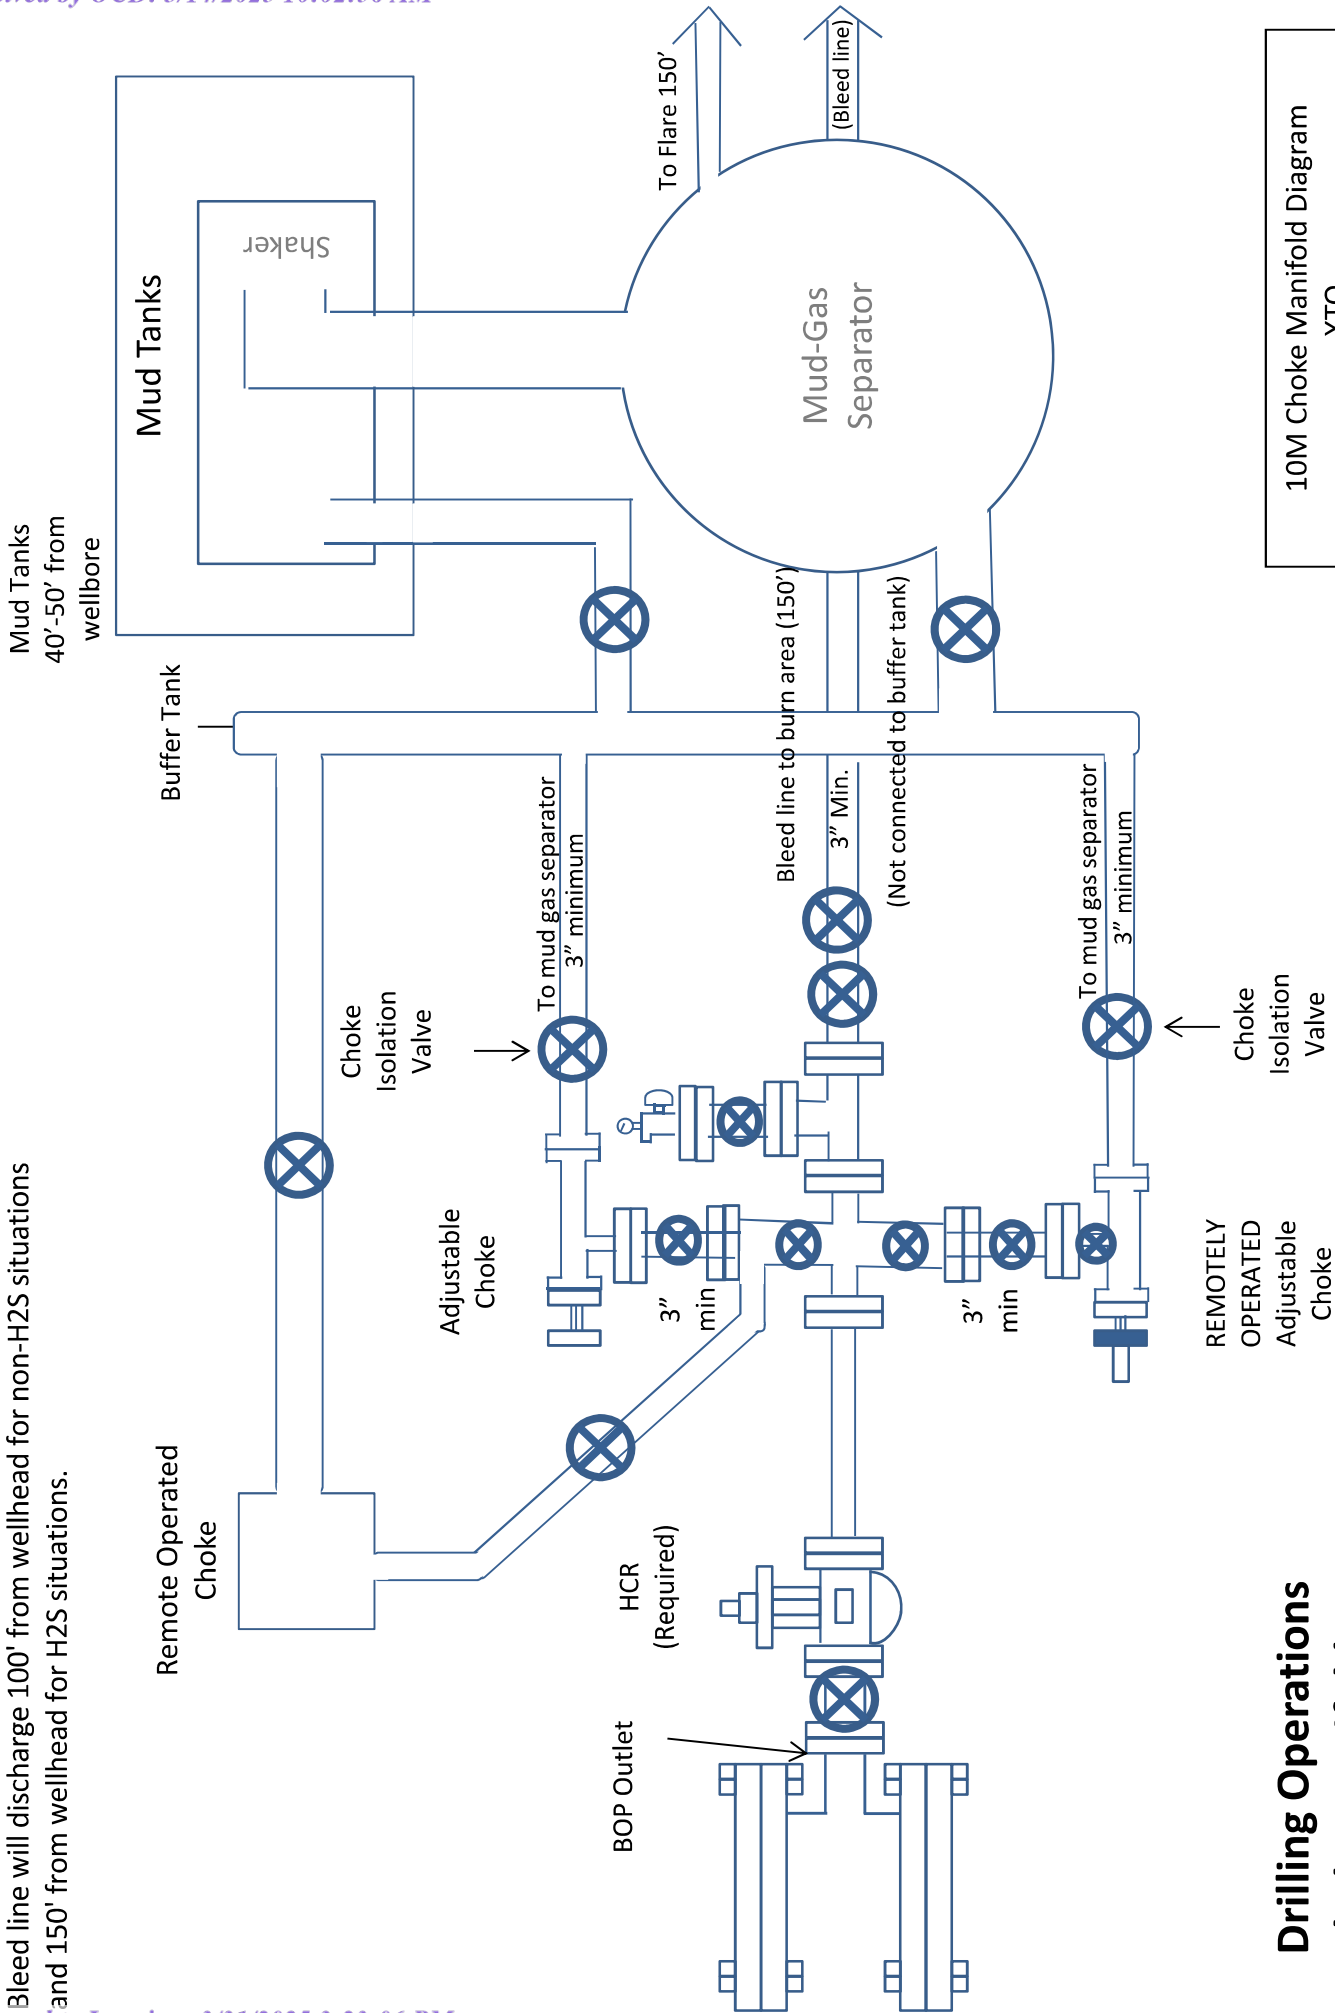 Bleed line will discharge 100' from wellhead for non-H2S situations
and 150' from wellhead for H2S situations.
Mud Tanks
40’-50’ from
wellbore
Mud Tanks
Shaker
Buffer Tank
Remote Operated
Choke
Choke
Isolation
Valve
Adjustable
Choke
To mud gas separator
3” minimum
To Flare 150’
(Bleed line)
Mud-Gas
Separator
Bleed line to burn area (150’)
3” Min.
(Not connected to buffer tank)
3”
min
HCR
(Required)
BOP Outlet
3”
min
To mud gas separator
3” minimum
REMOTELY
OPERATED
Adjustable
Choke
Choke
Isolation
Valve
Drilling Operations
10M Choke Manifold Diagram
XTO